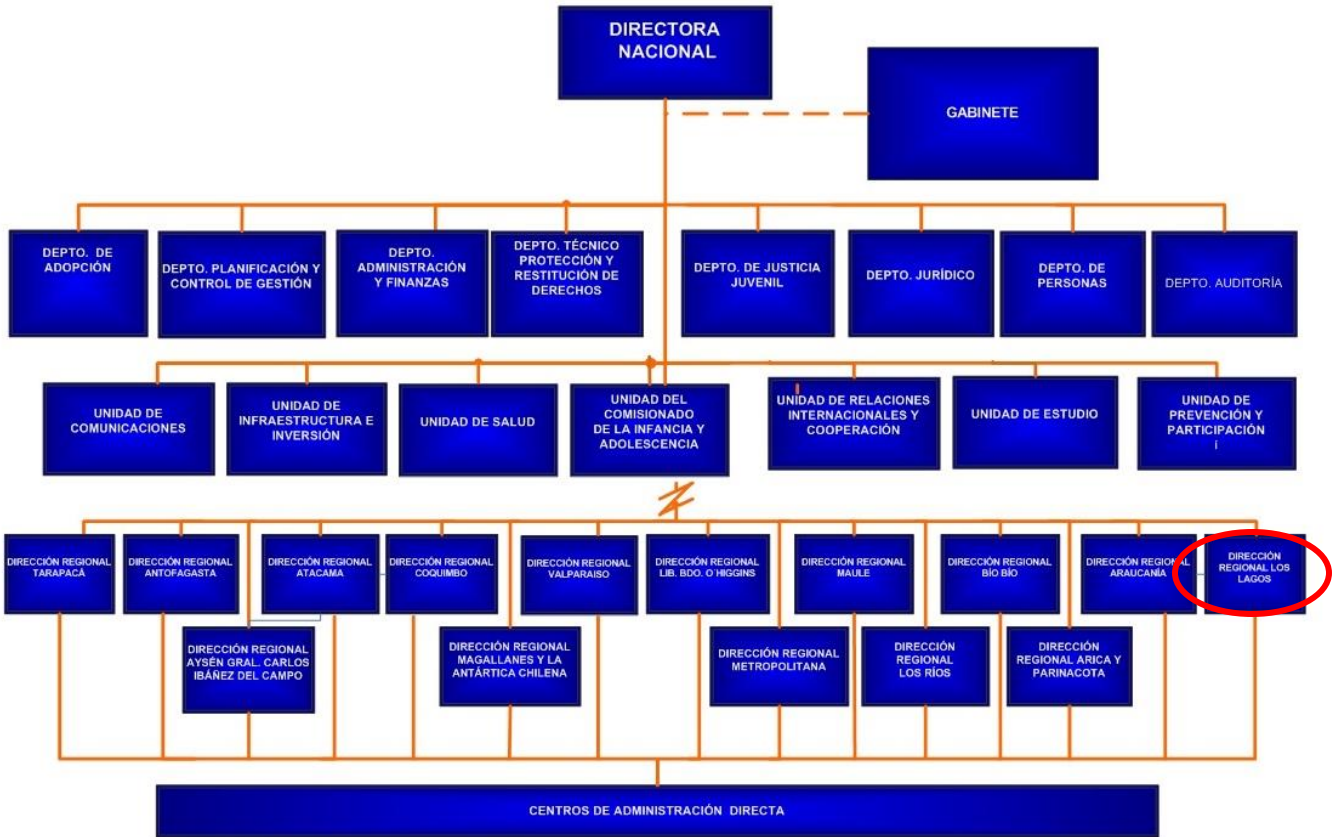 DIRECTORA
NACIONAL
GABINETE
DEPTO. DE
ADOPCIÓN
DEPTO. PLANIFICACIÓN Y
CONTROL DE GESTIÓN
DEPTO.
ADMINISTRACIÓN
Y FINANZAS
DEPTO. TÉCNICO
PROTECCIÓN Y
RESTITUCIÓN DE
DERECHOS
DEPTO. DE JUSTICIA
JUVENIL
DEPTO. JURÍDICO
DEPTO. DE
PERSONAS
DEPTO. AUDITORÍA
UNIDAD DE
COMUNICACIONES
UNIDAD DE
INFRAESTRUCTURA E
INVERSIÓN
UNIDAD DE SALUD
UNIDAD DEL
COMISIONADO
DE LA INFANCIA Y
ADOLESCENCIA
UNIDAD DE RELACIONES
INTERNACIONALES Y
COOPERACIÓN
UNIDAD DE ESTUDIO
UNIDAD DE
PREVENCIÓN Y
PARTICIPACIÓN
í
DIRECCIÓN REGIONAL
TARAPACÁ
DIRECCIÓN REGIONAL
ANTOFAGASTA
DIRECCIÓN REGIONAL
ATACAMA
DIRECCIÓN REGIONAL
COQUIMBO
DIRECCIÓN REGIONAL
VALPARAISO
DIRECCIÓN REGIONAL
LIB. BDO. O HIGGINS
DIRECCIÓN REGIONAL
MAULE
DIRECCIÓN REGIONAL
BÍO BÍO
DIRECCIÓN REGIONAL
ARAUCANÍA
DIRECCIÓN
REGIONAL LOS
LAGOS
DIRECCIÓN REGIONAL
AYSÉN GRAL. CARLOS
IBÁÑEZ DEL CAMPO
DIRECCIÓN REGIONAL
MAGALLANES Y LA
ANTÁRTICA CHILENA
DIRECCIÓN REGIONAL
METROPOLITANA
DIRECCIÓN
REGIONAL
LOS RÍOS
DIRECCIÓN
REGIONAL ARICA Y
PARINACOTA
CENTROS DE ADMINISTRACIÓN DIRECTA